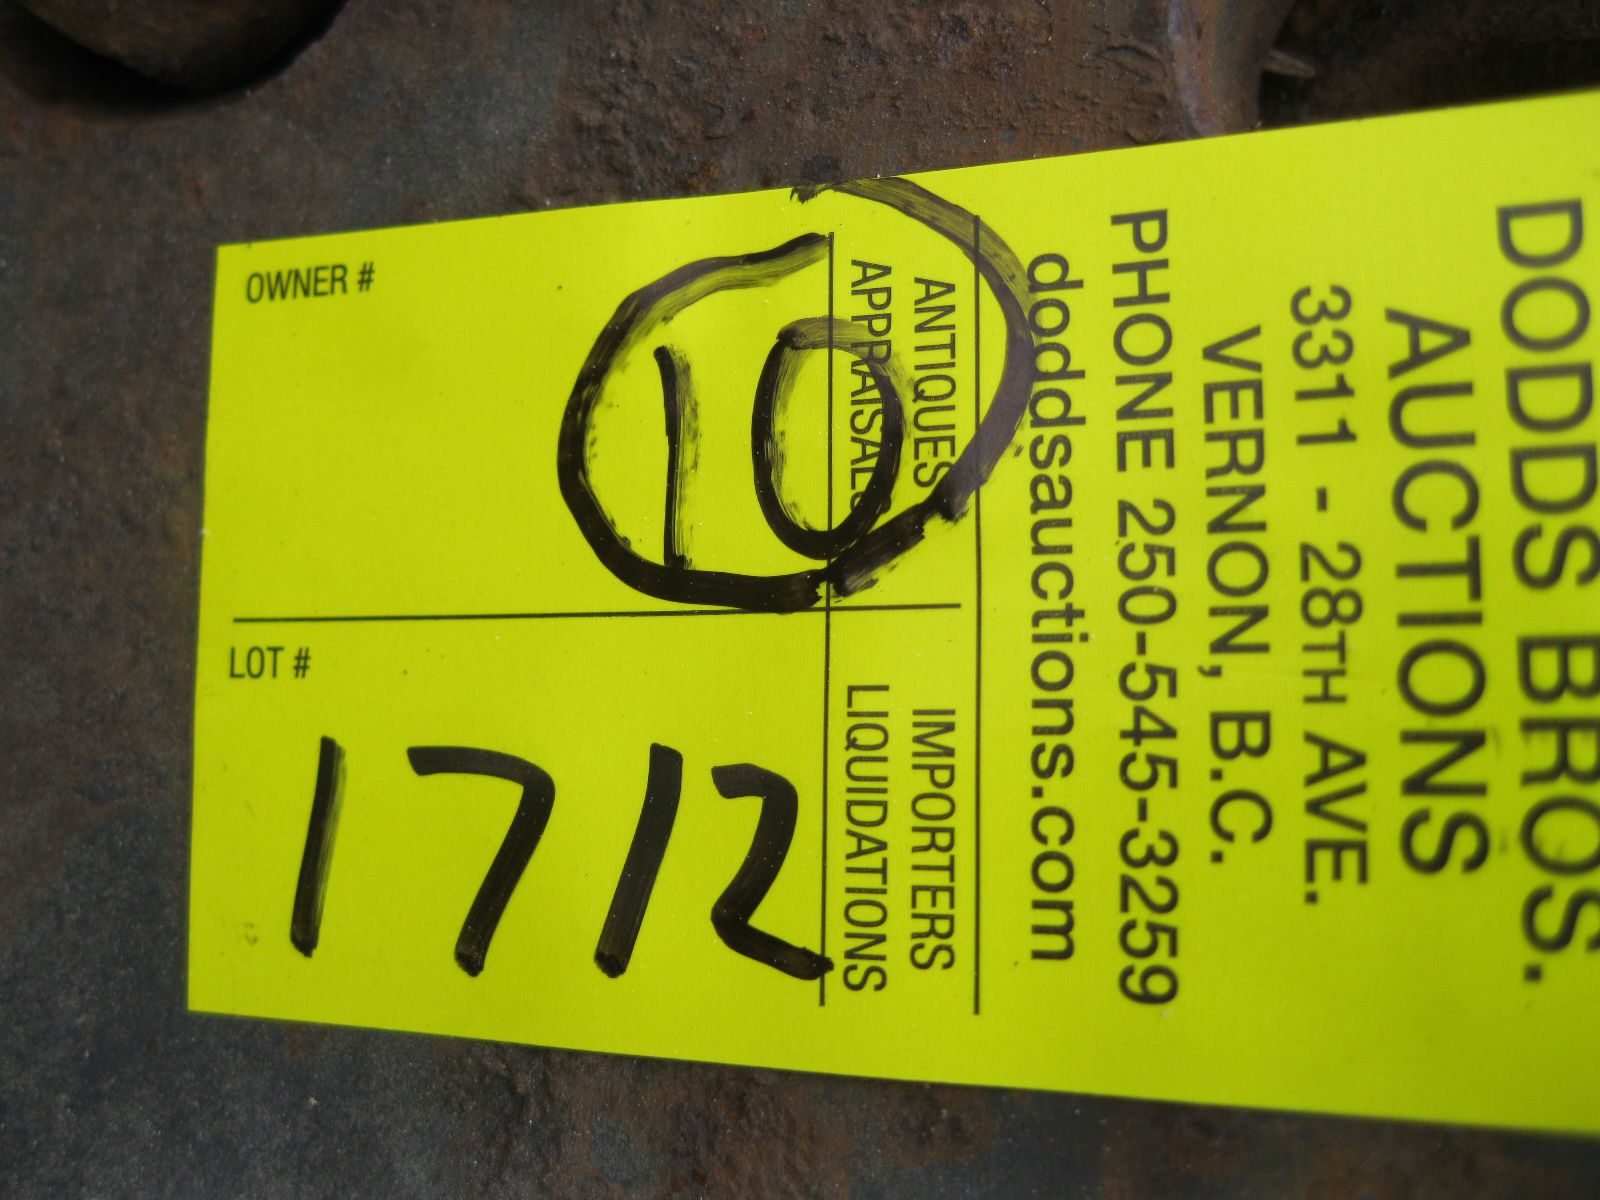 DODDS BROS.
AUCTIONS
3311 - 28TH AVE.
VERNON, B.C.
PHONE 250-545-3259
doddsauctions.com
ANTIQUES IMPORTERS
APPRAISALS LIQUIDATIONS
10
OWNER #
LOT #
1712